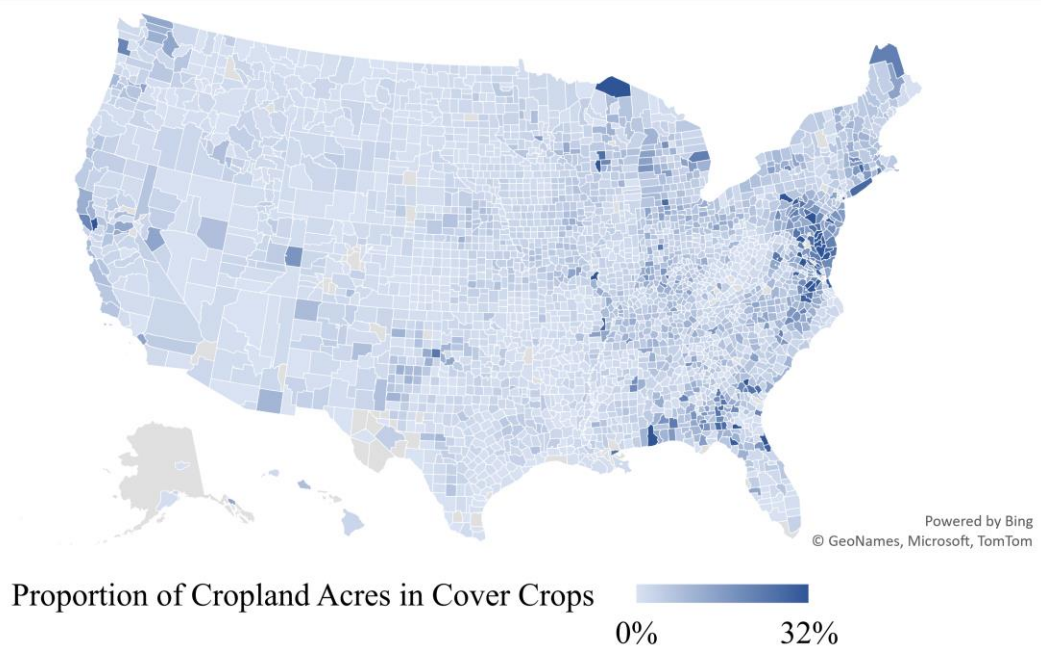 Powered by Bing
© GeoNames, Microsoft, TomTom
Proportion of Cropland Acres in Cover Crops
0% 32%